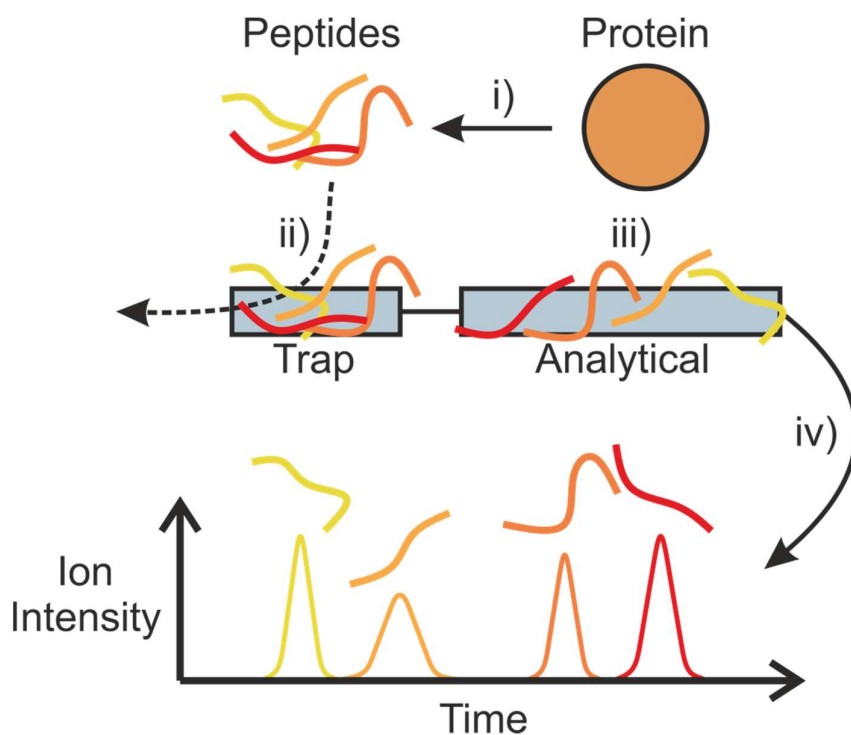 Peptides
Protein
i)
ii)
iii)
Trap
Analytical
iv)
Ion
Intensity
Time